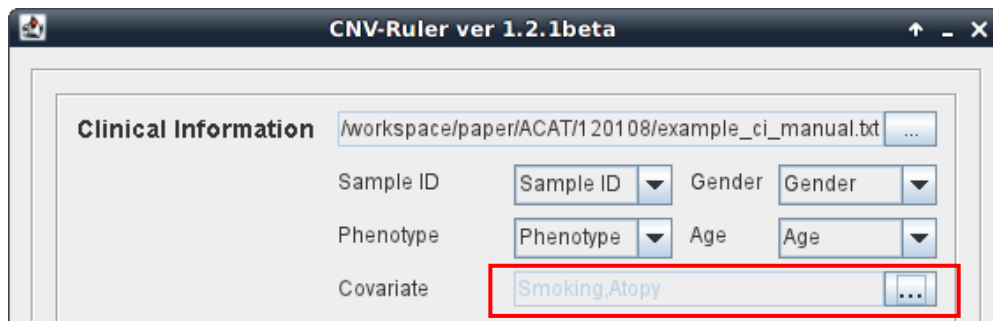 CNV-Ruler ver 1.2.1beta
Clinical Information /workspace/paper/ACAT/120108/example_ci_manual.txt ...
Sample ID Sample ID Gender Gender
Phenotype Phenotype Age Age
Covariate Smoking,Atopy ...